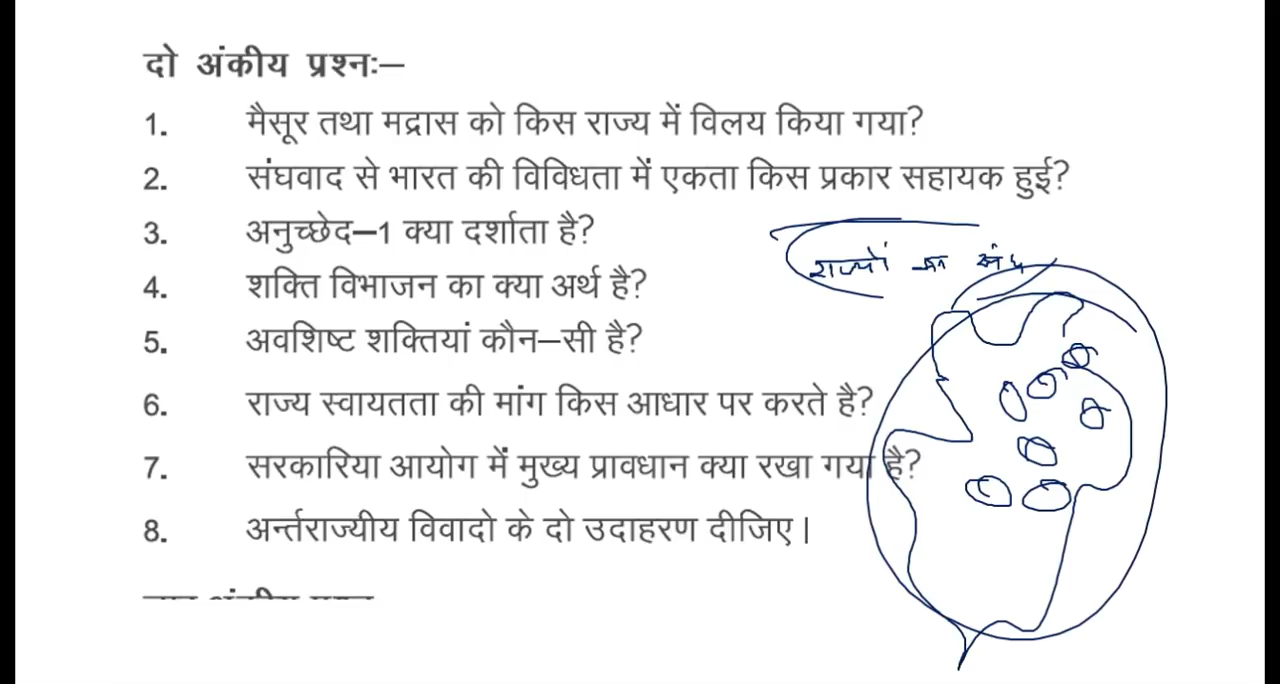 दो अंकीय प्रश्नः–
1. मैसूर तथा मद्रास को किस राज्य में विलय किया गया?
2. संघवाद से भारत की विविधता में एकता किस प्रकार सहायक हुई?
3. अनुच्छेद–1 क्या दर्शाता है?
राज्यों का संघ
4. शक्ति विभाजन का क्या अर्थ है?
5. अवशिष्ट शक्तियां कौन–सी है?
6. राज्य स्वायतता की मांग किस आधार पर करते है?
7. सरकारिया आयोग में मुख्य प्रावधान क्या रखा गया है?
8. अर्न्तराज्यीय विवादो के दो उदाहरण दीजिए।